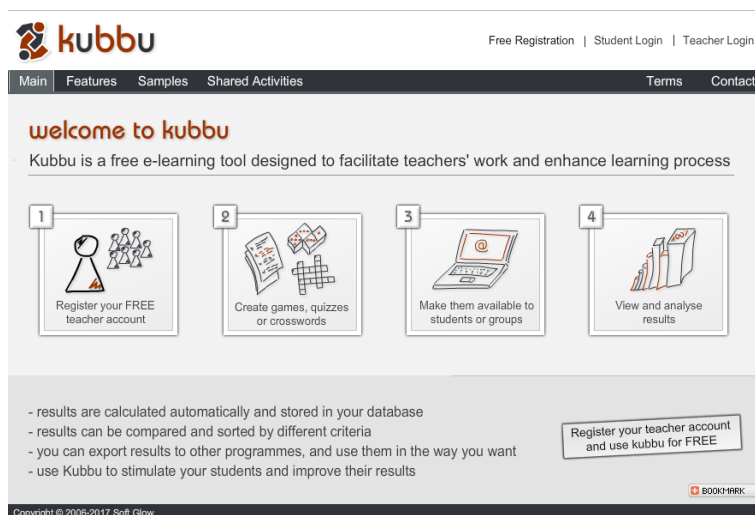 kubbu
Free Registration | Student Login | Teacher Login
Main Features Samples Shared Activities Terms Contact
welcome to kubbu
Kubbu is a free e-learning tool designed to facilitate teachers' work and enhance learning process
1
Register your FREE
teacher account
2
Create games, quizzes
or crosswords
3
@
Make them available to
students or groups
4
100%
View and analyse
results
- results are calculated automatically and stored in your database
- results can be compared and sorted by different criteria
- you can export results to other programmes, and use them in the way you want
- use Kubbu to stimulate your students and improve their results
Register your teacher account
and use kubbu for FREE
BOOKMARK
Copyright © 2006-2017 Soft Glow